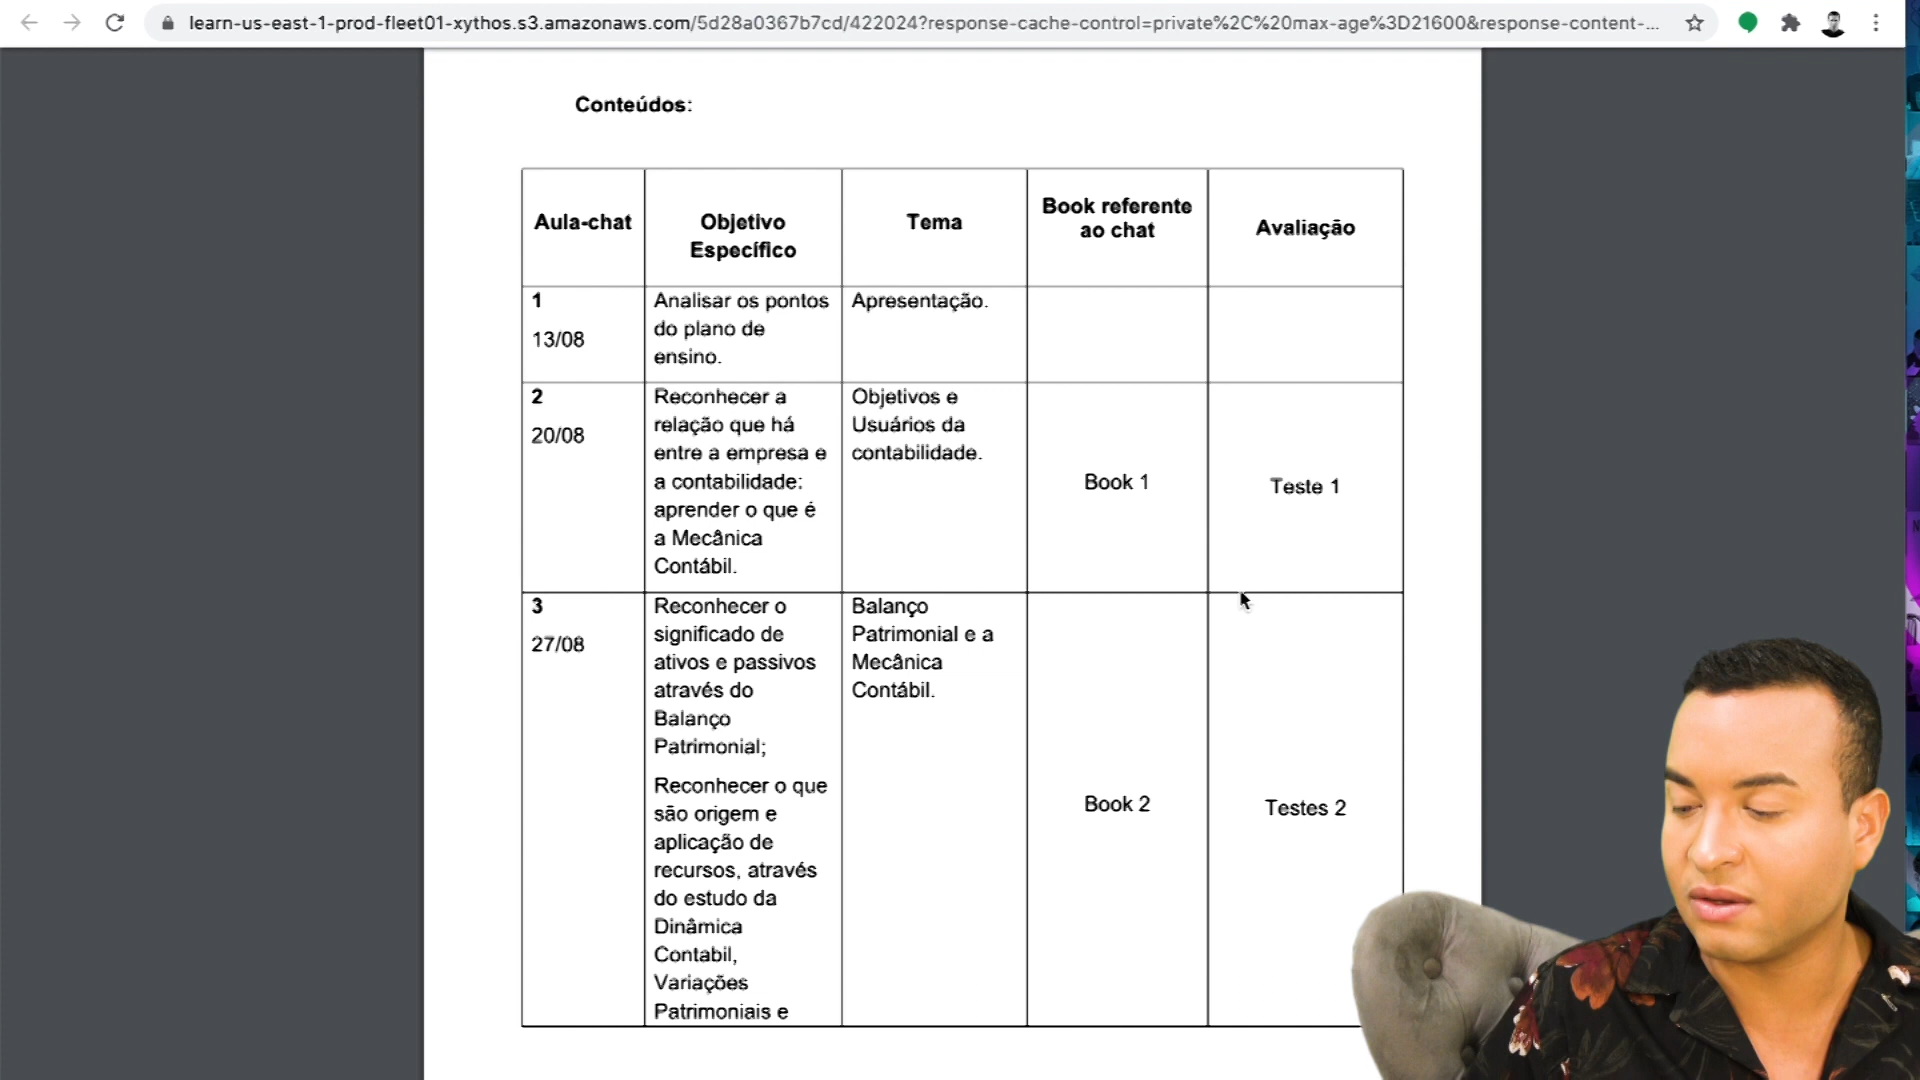 learn-us-east-1-prod-fleet01-xythos.s3.amazonaws.com/5d28a0367b7cd/422024?response-cache-control=private%2C%20max-age%3D21600&response-content-...
Conteúdos:
Aula-chat
Objetivo
Específico
Tema
Book referente
ao chat
Avaliação
1
13/08
Analisar os pontos
do plano de
ensino.
Apresentação.
2
20/08
Reconhecer a
relação que há
entre a empresa e
a contabilidade:
aprender o que é
a Mecânica
Contábil.
Objetivos e
Usuários da
contabilidade.
Book 1
Teste 1
3
27/08
Reconhecer o
significado de
ativos e passivos
através do
Balanço
Patrimonial;
Reconhecer o que
são origem e
aplicação de
recursos, através
do estudo da
Dinâmica
Contabil,
Variações
Patrimoniais e
Balanço
Patrimonial e a
Mecânica
Contábil.
Book 2
Testes 2